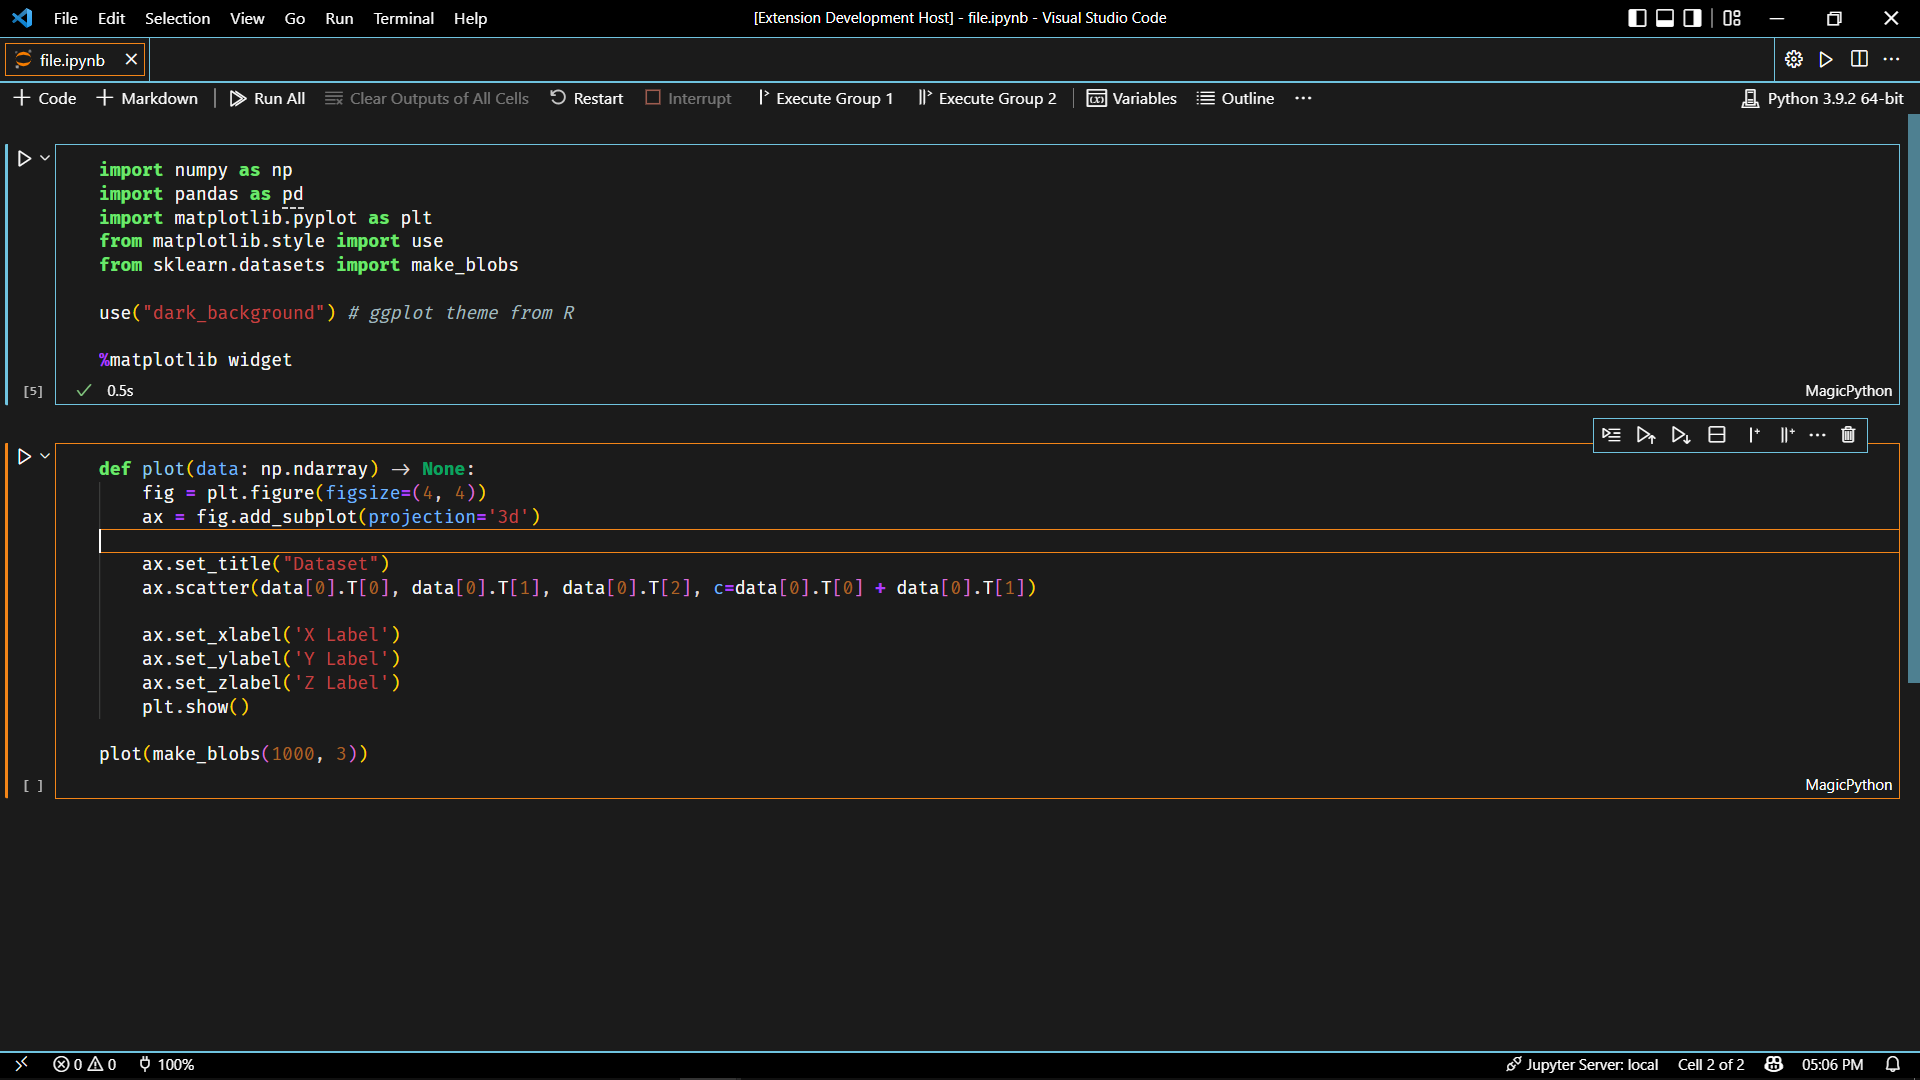 File Edit Selection View Go Run Terminal Help [Extension Development Host] - file.ipynb - Visual Studio Code
file.ipynb
Code Markdown Run All Clear Outputs of All Cells Restart Interrupt Execute Group 1 Execute Group 2 Variables Outline Python 3.9.2 64-bit
import numpy as np
import pandas as pd
import matplotlib.pyplot as plt
from matplotlib.style import use
from sklearn.datasets import make_blobs
use("dark_background") # ggplot theme from R
%matplotlib widget
[5] 0.5s MagicPython
def plot(data: np.ndarray) → None:
fig = plt.figure(figsize=(4, 4))
ax = fig.add_subplot(projection='3d')
ax.set_title("Dataset")
ax.scatter(data[0].T[0], data[0].T[1], data[0].T[2], c=data[0].T[0] + data[0].T[1])
ax.set_xlabel('X Label')
ax.set_ylabel('Y Label')
ax.set_zlabel('Z Label')
plt.show()
plot(make_blobs(1000, 3))
[ ] MagicPython
0 0 100% Jupyter Server: local Cell 2 of 2 05:06 PM